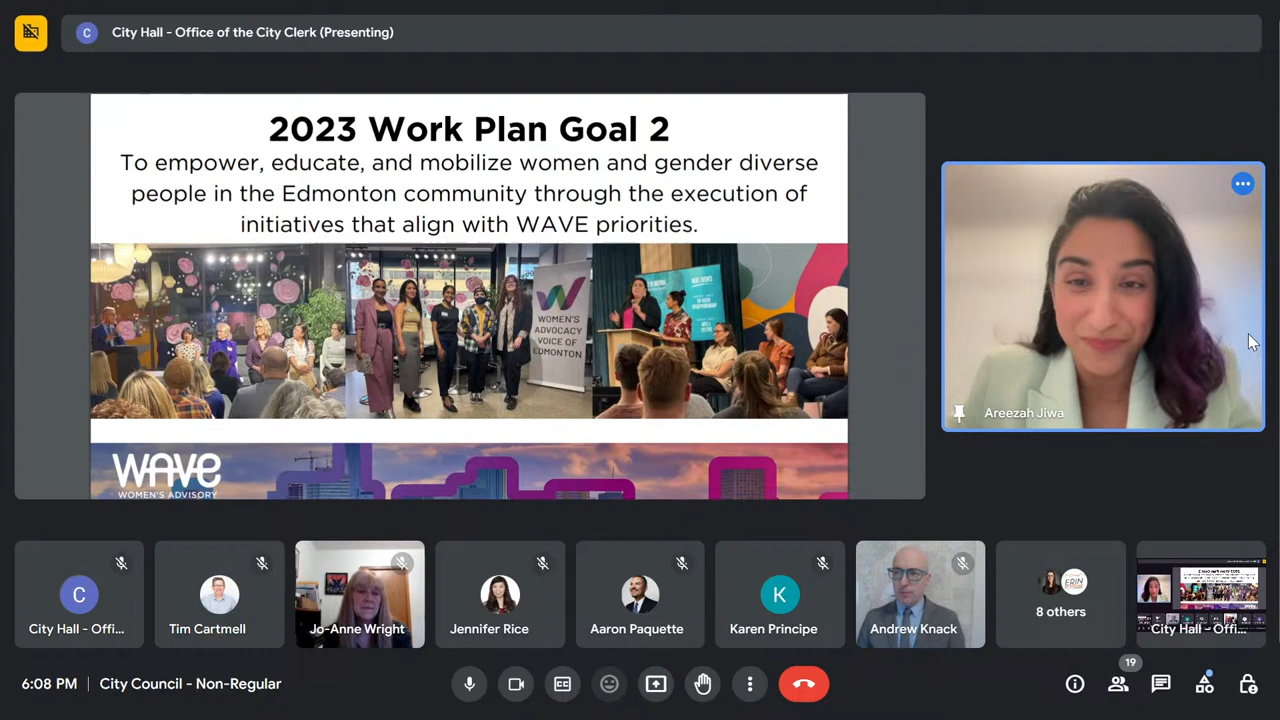 C
City Hall - Office of the City Clerk (Presenting)
2023 Work Plan Goal 2
To empower, educate, and mobilize women and gender diverse
people in the Edmonton community through the execution of
initiatives that align with WAVE priorities.
WOMEN'S
ADVOCACY
VOICE OF
EDMONTON
NEXT EVENTS
WAVE
WOMEN'S ADVISORY
Areezah Jiwa
C
City Hall - Offi...
Tim Cartmell
Jo-Anne Wright
Jennifer Rice
Aaron Paquette
K
Karen Principe
Andrew Knack
ERIN
8 others
City Hall - Offi...
6:08 PM | City Council - Non-Regular
CC
19